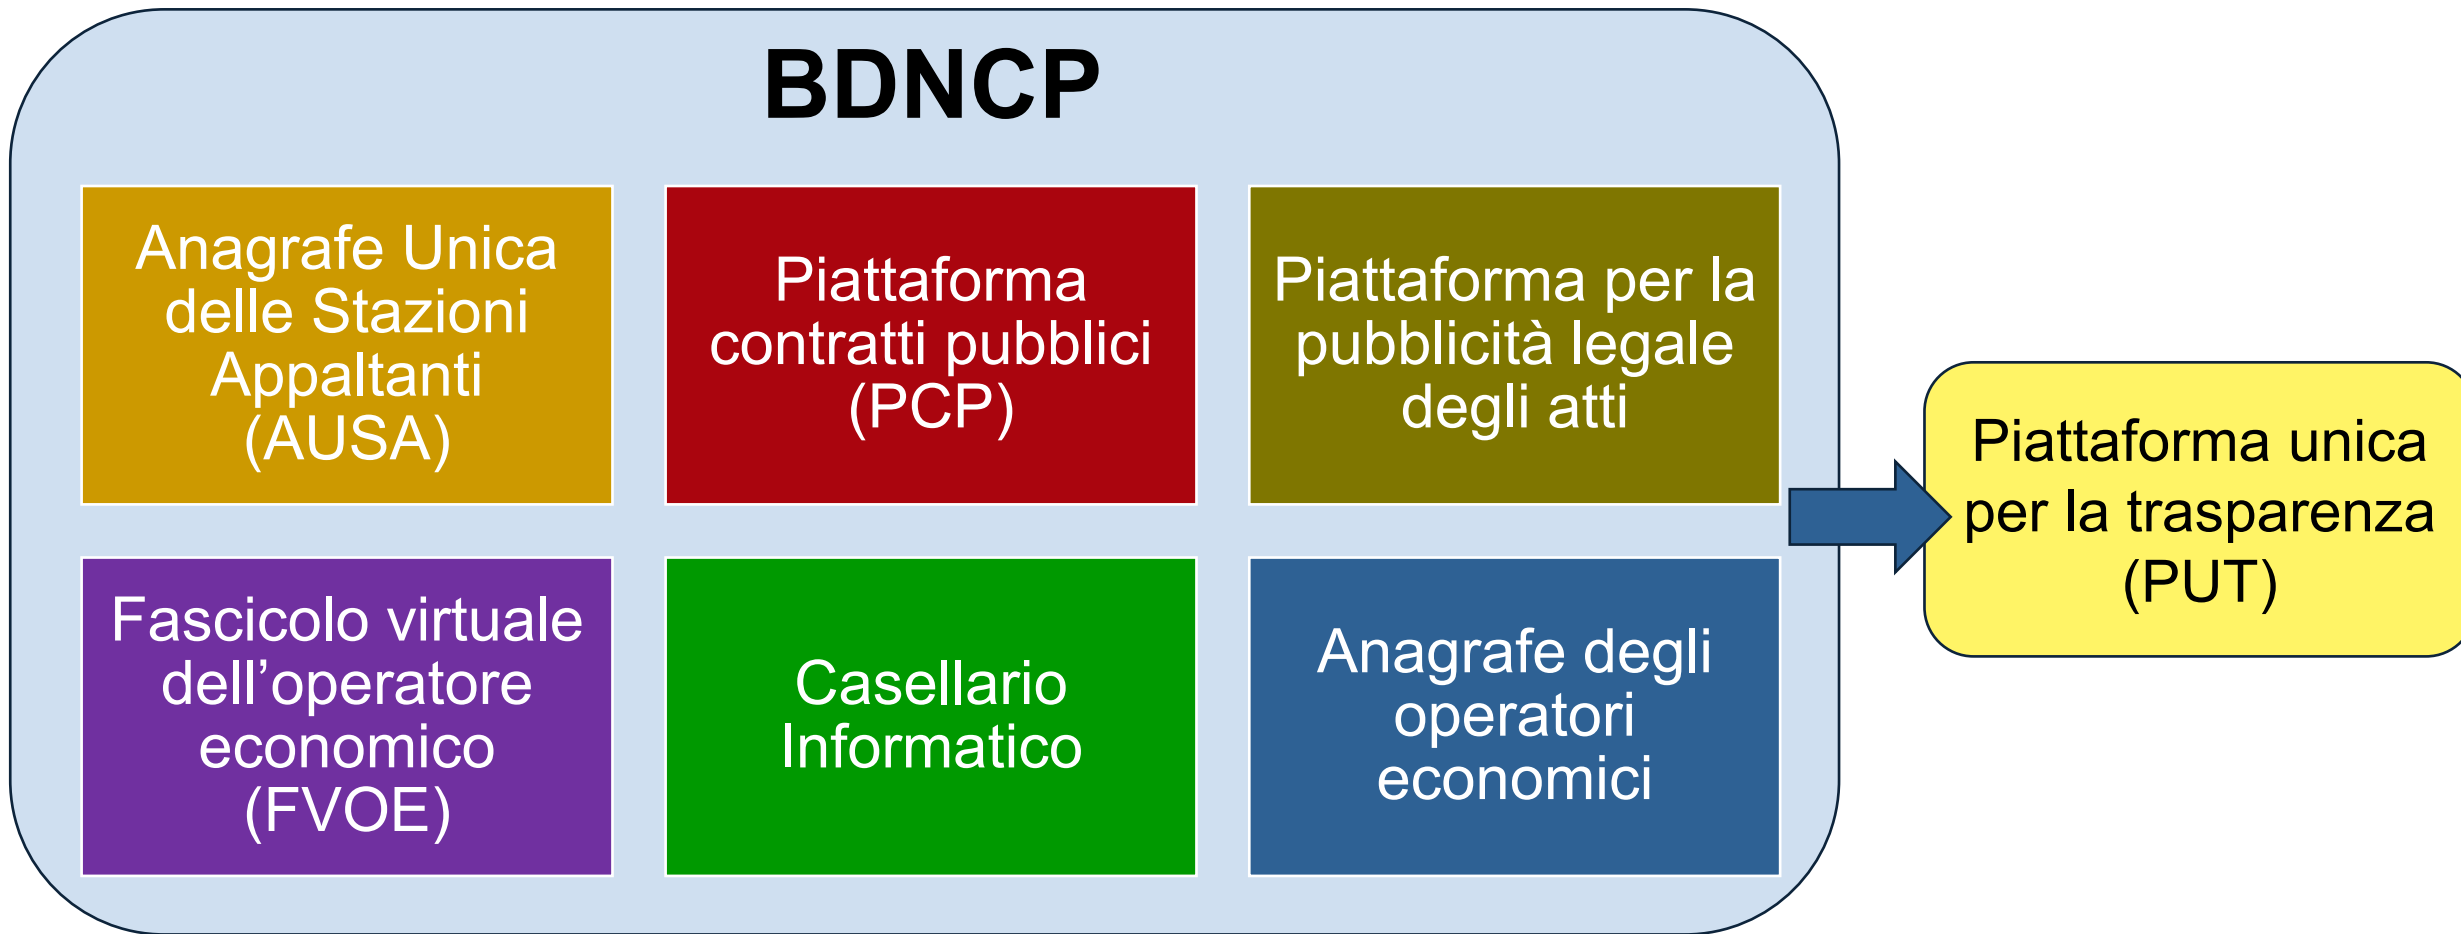 BDNCP
Anagrafe Unica
delle Stazioni
Appaltanti
(AUSA)
Piattaforma
contratti pubblici
(PCP)
Piattaforma per la
pubblicità legale
degli atti
Fascicolo virtuale
dell’operatore
economico
(FVOE)
Casellario
Informatico
Anagrafe degli
operatori
economici
Piattaforma unica
per la trasparenza
(PUT)